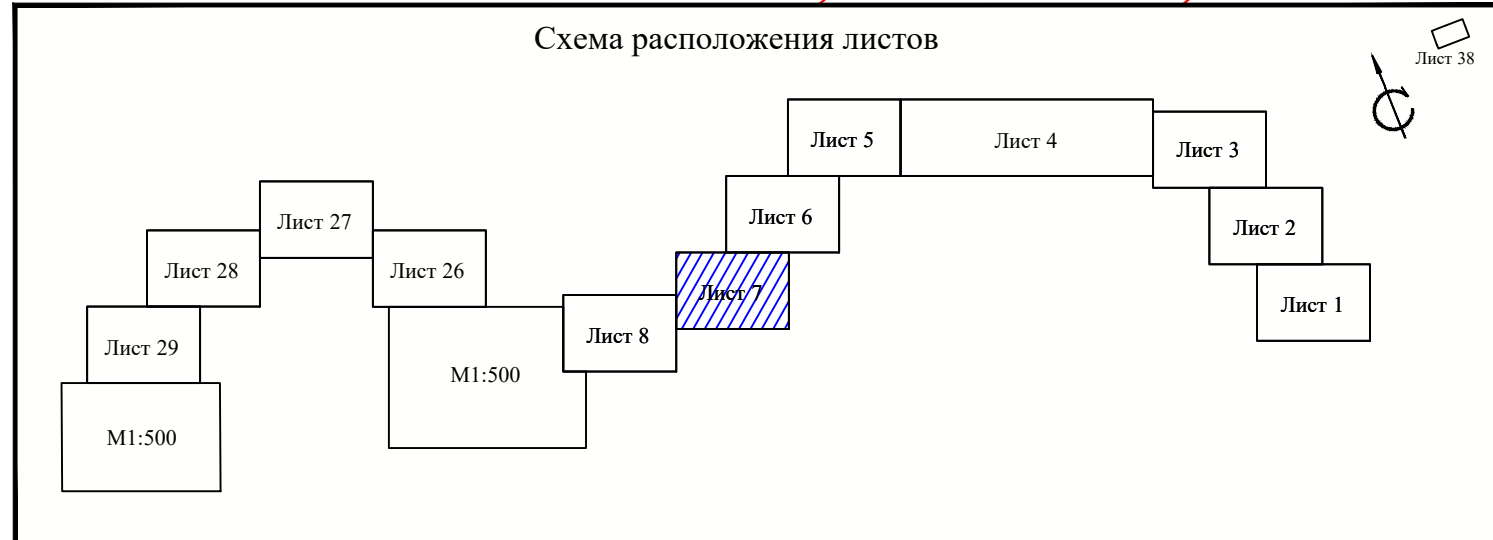 Схема расположения листов
Лист 38
Лист 5
Лист 4
Лист 3
Лист 6
Лист 2
Лист 27
Лист 28
Лист 26
Лист 7
Лист 1
Лист 8
Лист 29
М1:500
М1:500